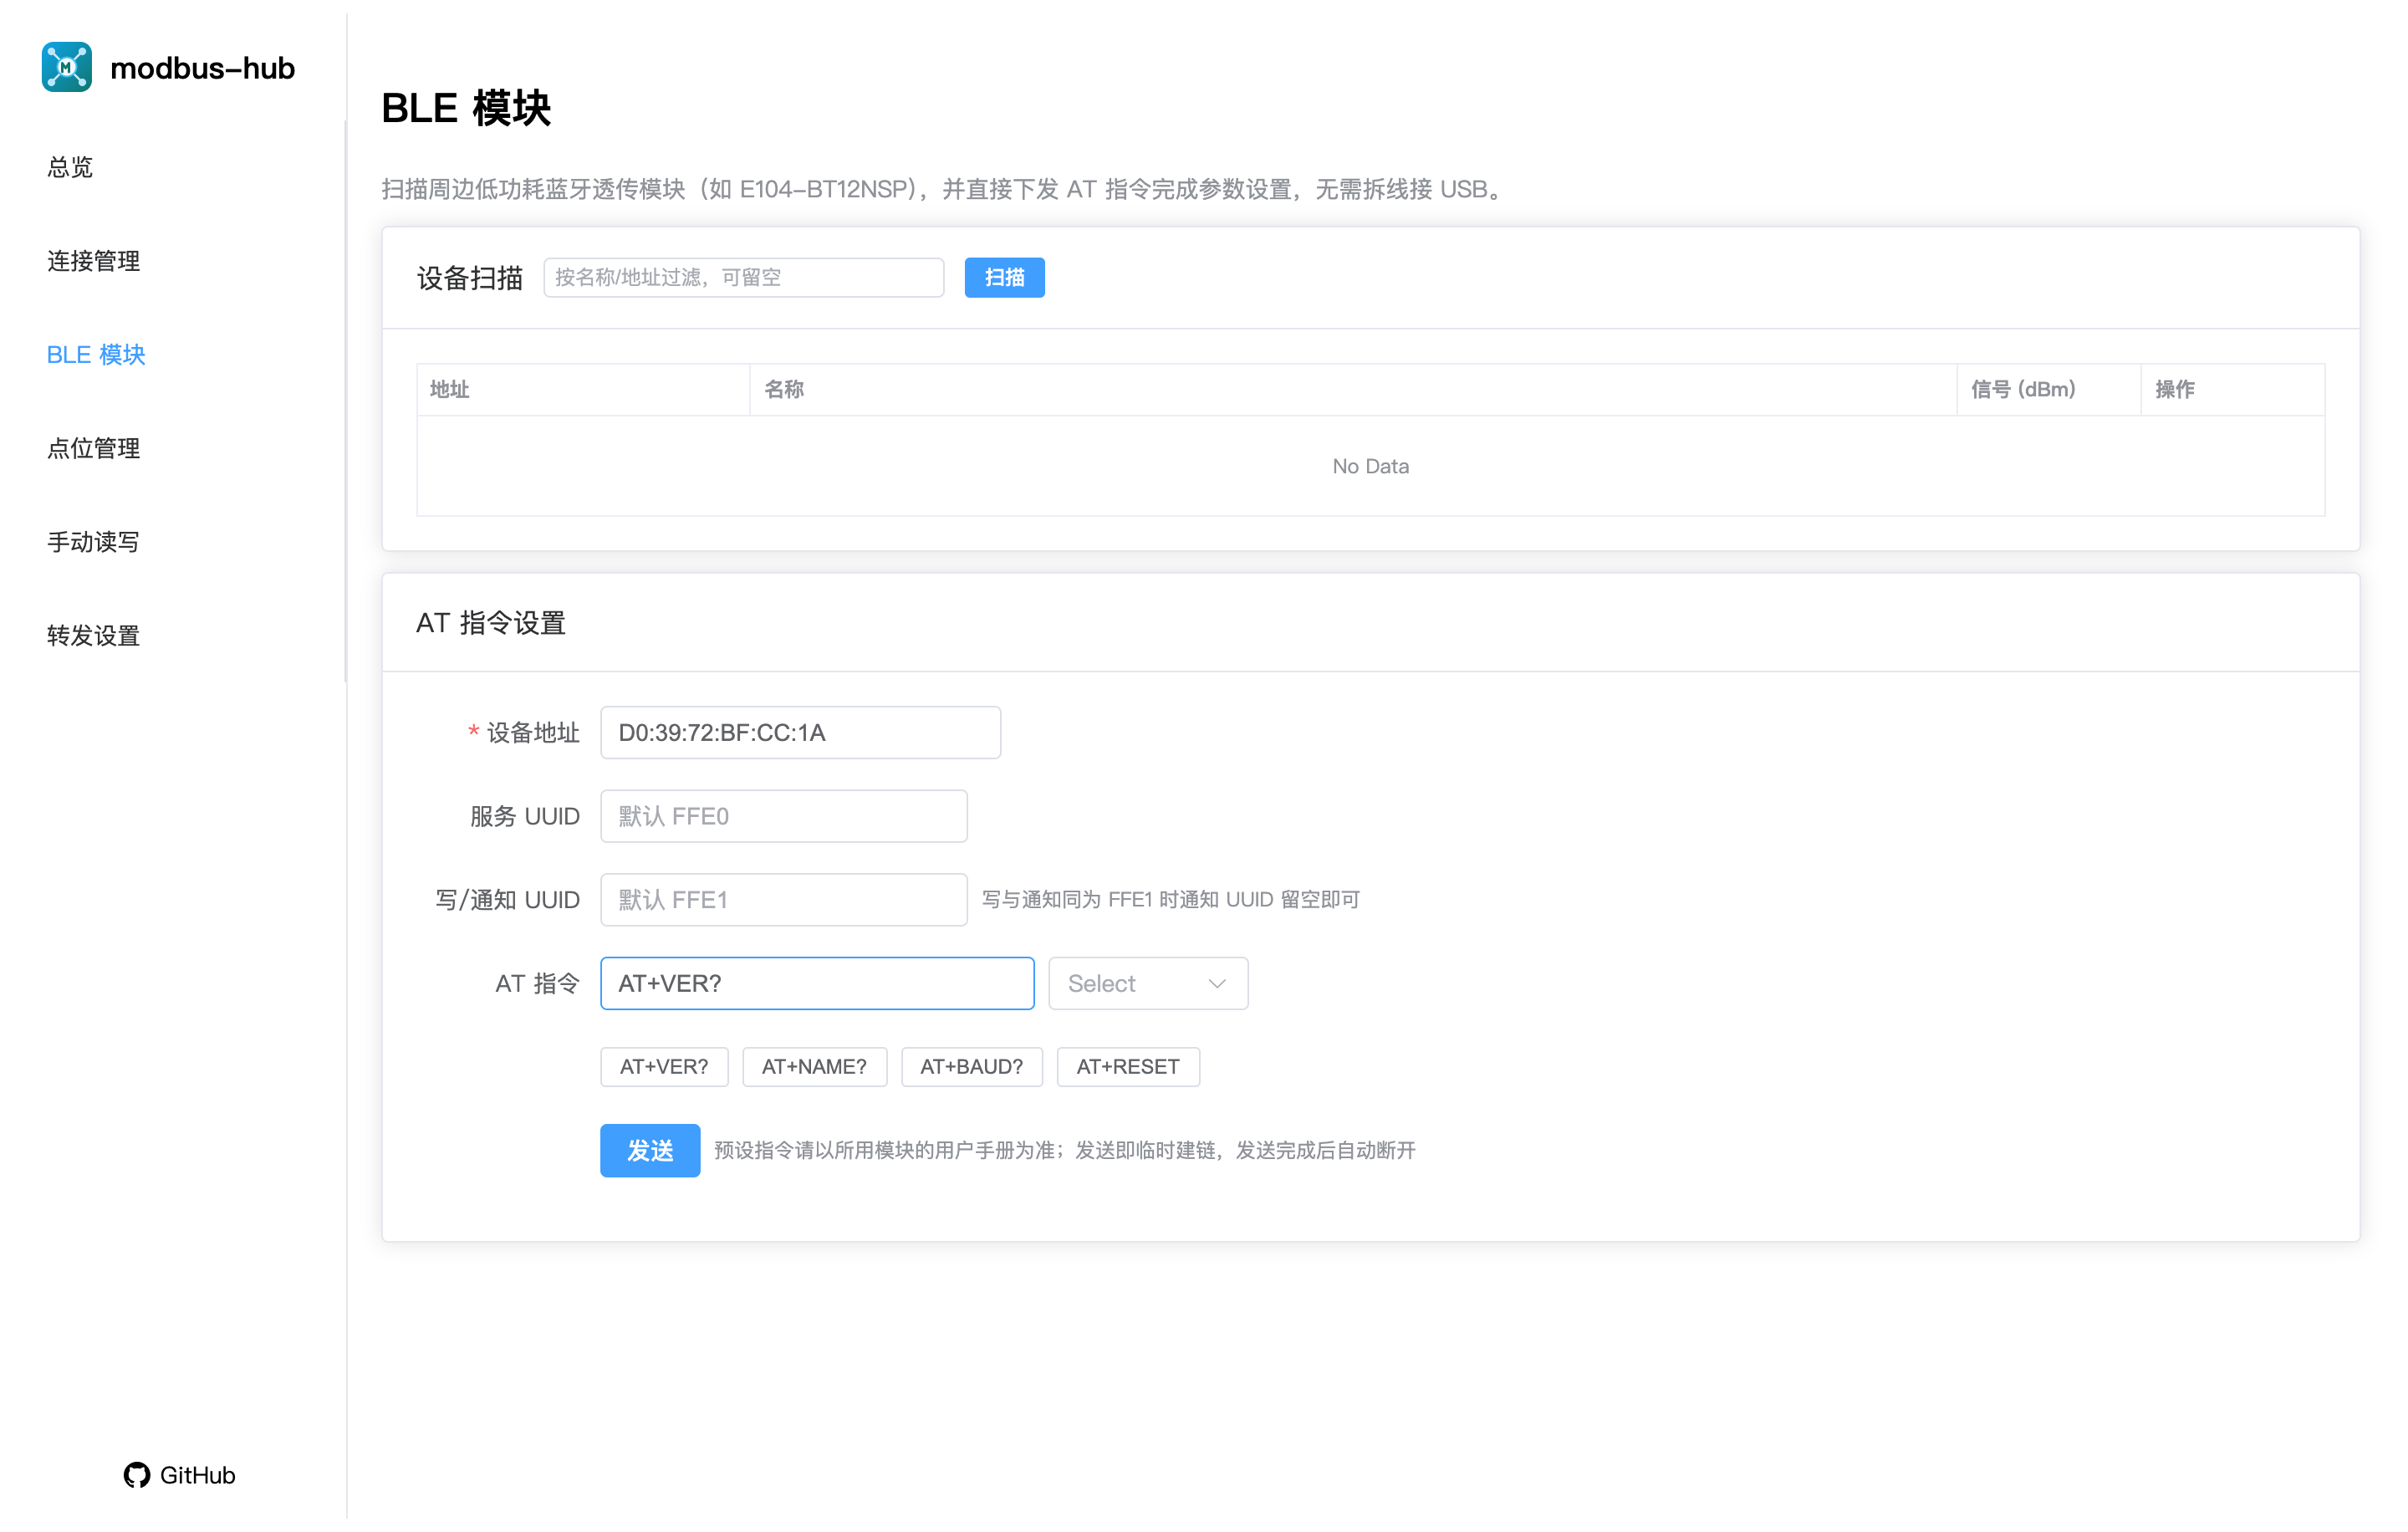 modbus-hub
总览
连接管理
BLE 模块
点位管理
手动读写
转发设置
GitHub
BLE 模块
扫描周边低功耗蓝牙透传模块（如 E104-BT12NSP），并直接下发 AT 指令完成参数设置，无需拆线接 USB。
设备扫描 按名称/地址过滤，可留空 扫描
地址 名称 信号 (dBm) 操作
No Data
AT 指令设置
* 设备地址 D0:39:72:BF:CC:1A
服务 UUID 默认 FFE0
写/通知 UUID 默认 FFE1 写与通知同为 FFE1 时通知 UUID 留空即可
AT 指令 AT+VER? Select
AT+VER? AT+NAME? AT+BAUD? AT+RESET
发送 预设指令请以所用模块的用户手册为准；发送即临时建链，发送完成后自动断开